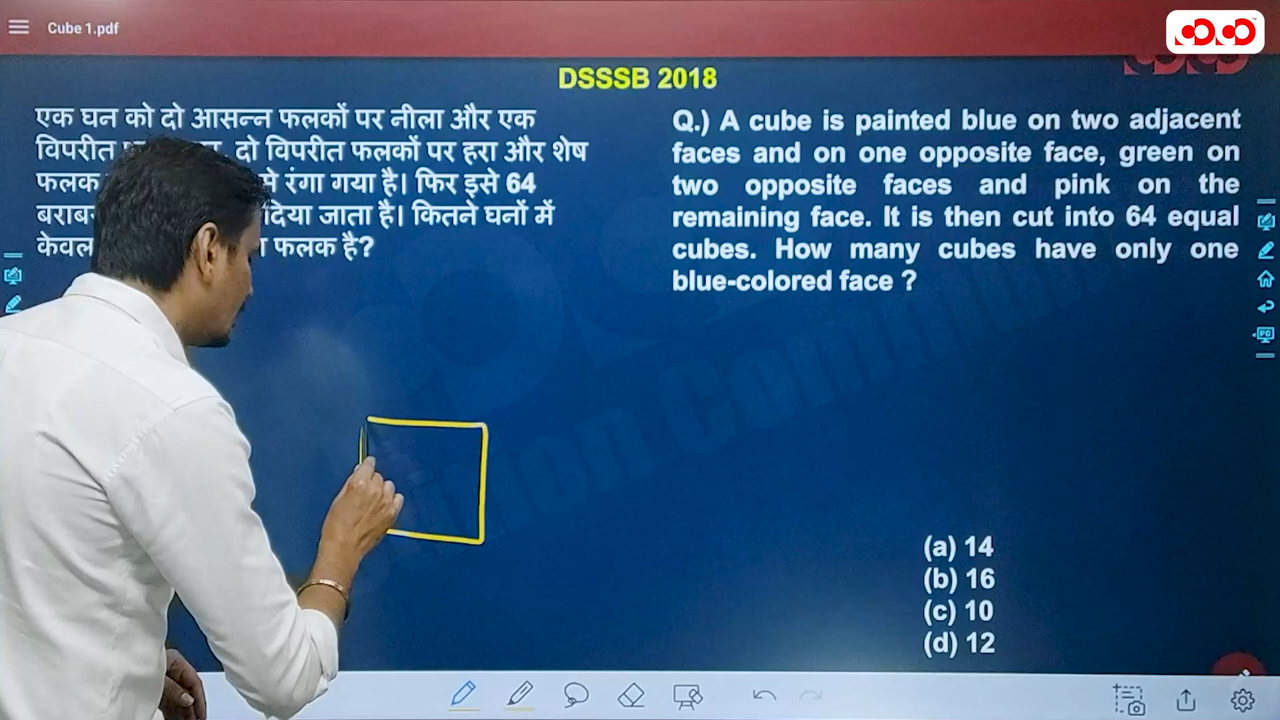 Cube 1.pdf
DSSSB 2018
एक घन को दो आसन्न फलकों पर नीला और एक
विपरीत दो विपरीत फलकों पर हरा और शेष
फलक से रंगा गया है। फिर इसे 64
दिया जाता है। कितने घनों में
केवल फलक है?
Q.) A cube is painted blue on two adjacent
faces and on one opposite face, green on
two opposite faces and pink on the
remaining face. It is then cut into 64 equal
cubes. How many cubes have only one
blue-colored face ?
(a) 14
(b) 16
(c) 10
(d) 12